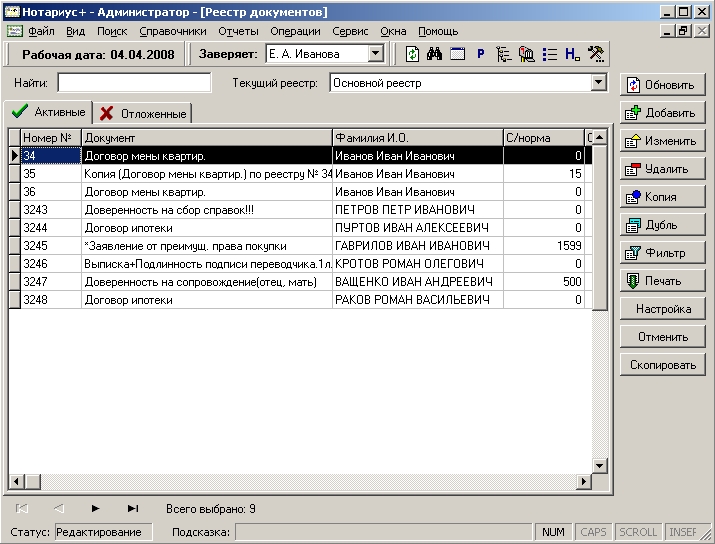 Нотариус+ - Администратор - [Реестр документов]
Файл Вид Поиск Справочники Отчеты Операции Сервис Окна Помощь
Рабочая дата: 04.04.2008 Заверяет: Е. А. Иванова P H.
Найти: Текущий реестр: Основной реестр
Обновить
Активные Отложенные
Добавить
Номер № Документ Фамилия И.О. С/норма С
34 Договор мены квартир. Иванов Иван Иванович 0
Изменить
35 Копия (Договор мены квартир.) по реестру № 34 Иванов Иван Иванович 15
Удалить
36 Договор мены квартир. Иванов Иван Иванович 0
Копия
3243 Доверенность на сбор справок!!! ПЕТРОВ ПЕТР ИВАНОВИЧ 0
3244 Договор ипотеки ПУРТОВ ИВАН АЛЕКСЕЕВИЧ 0
Дубль
3245 *Заявление от преимущ. права покупки ГАВРИЛОВ ИВАН ИВАНОВИЧ 1599
Фильтр
3246 Выписка+Подлинность подписи переводчика.1л. КРОТОВ РОМАН ОЛЕГОВИЧ 0
3247 Доверенность на сопровождение(отец, мать) ВАЩЕНКО ИВАН АНДРЕЕВИЧ 500
Печать
3248 Договор ипотеки РАКОВ РОМАН ВАСИЛЬЕВИЧ 0
Настройка
Отменить
Скопировать
Всего выбрано: 9
Статус: Редактирование Подсказка: NUM CAPS SCROLL INSER